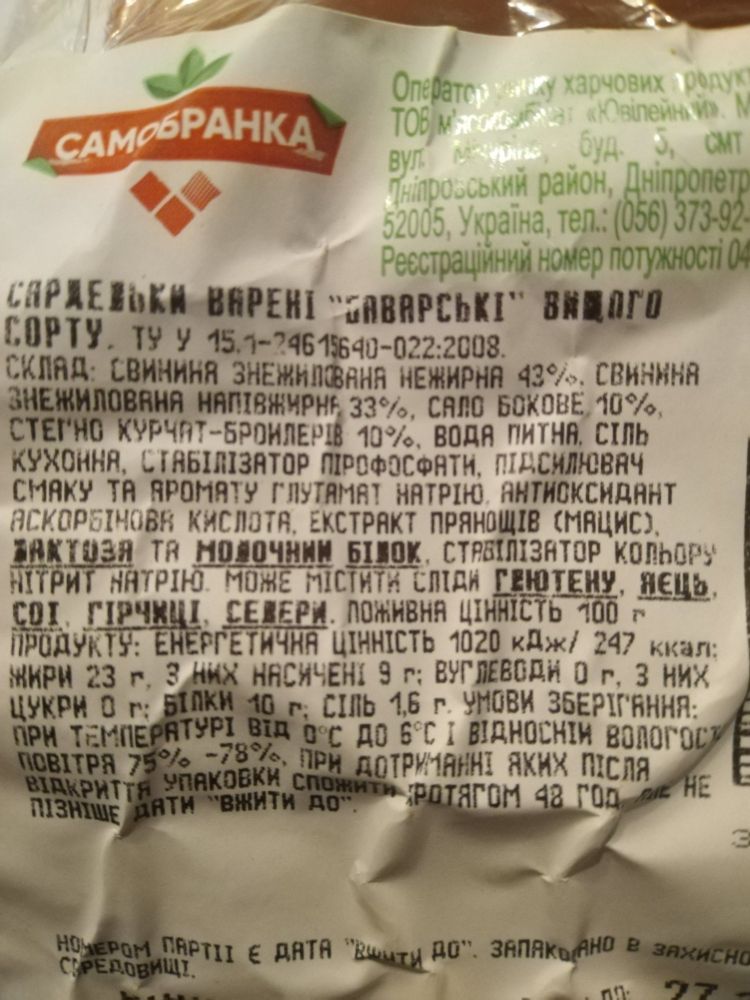 САМОБРАНКА
Оператор ринку харчових продук
ТОВ м'ясокомбінат «Ювілейний».
вул. буд. 5, смт
Дніпровський район, Дніпропетр
52005, Україна, тел.: (056) 373-92-
Реєстраційний номер потужності 04
САРДЕЛЬКИ ВАРЕНІ "БАВАРСЬКІ" ВИЩОГО
СОРТУ. ТУ У 15.1-24615640-022:2008.
СКЛАД: СВИНИНА ЗНЕЖИЛОВАНА НЕЖИРНА 43%, СВИНИНА
ЗНЕЖИЛОВАНА НАПІВЖИРНА 33%, САЛО БОКОВЕ 10%,
СТЕГНО КУРЧАТ-БРОЙЛЕРІВ 10%, ВОДА ПИТНА, СІЛЬ
КУХОННА, СТАБІЛІЗАТОР ПІРОФОСФАТИ, ПІДСИЛЮВАЧ
СМАКУ ТА АРОМАТУ ГЛУТАМАТ НАТРІЮ, АНТИОКСИДАНТ
АСКОРБІНОВА КИСЛОТА, ЕКСТРАКТ ПРЯНОЩІВ (МАЦИС),
ЛАКТОЗА ТА МОЛОЧНИЙ БІЛОК, СТАБІЛІЗАТОР КОЛЬОРУ
НІТРИТ НАТРІЮ. МОЖЕ МІСТИТИ СЛІДИ ГЛЮТЕНУ, ЯЄЦЬ,
СОЇ, ГІРЧИЦІ, СЕЛЕРИ. ПОЖИВНА ЦІННІСТЬ 100 г
ПРОДУКТУ: ЕНЕРГЕТИЧНА ЦІННІСТЬ 1020 кДж/ 247 ккал;
ЖИРИ 23 г, З НИХ НАСИЧЕНІ 9 г; ВУГЛЕВОДИ 0 г, З НИХ
ЦУКРИ 0 г; БІЛКИ 10 г; СІЛЬ 1,6 г. УМОВИ ЗБЕРІГАННЯ:
ПРИ ТЕМПЕРАТУРІ ВІД 0°С ДО 6°С І ВІДНОСНІЙ ВОЛОГОСТ
ПОВІТРЯ 75% -78%, ПРИ ДОТРИМАННІ ЯКИХ ПІСЛЯ
ВІДКРИТТЯ УПАКОВКИ СПОЖИТИ ПРОТЯГОМ 48 ГОД, АЛЕ НЕ
ПІЗНІШЕ ДАТИ "ВЖИТИ ДО".
НОМЕРОМ ПАРТІЇ Є ДАТА "ВЖИТИ ДО". ЗАПАКОВАНО В ЗАХИСНО
СЕРЕДОВИЩІ.